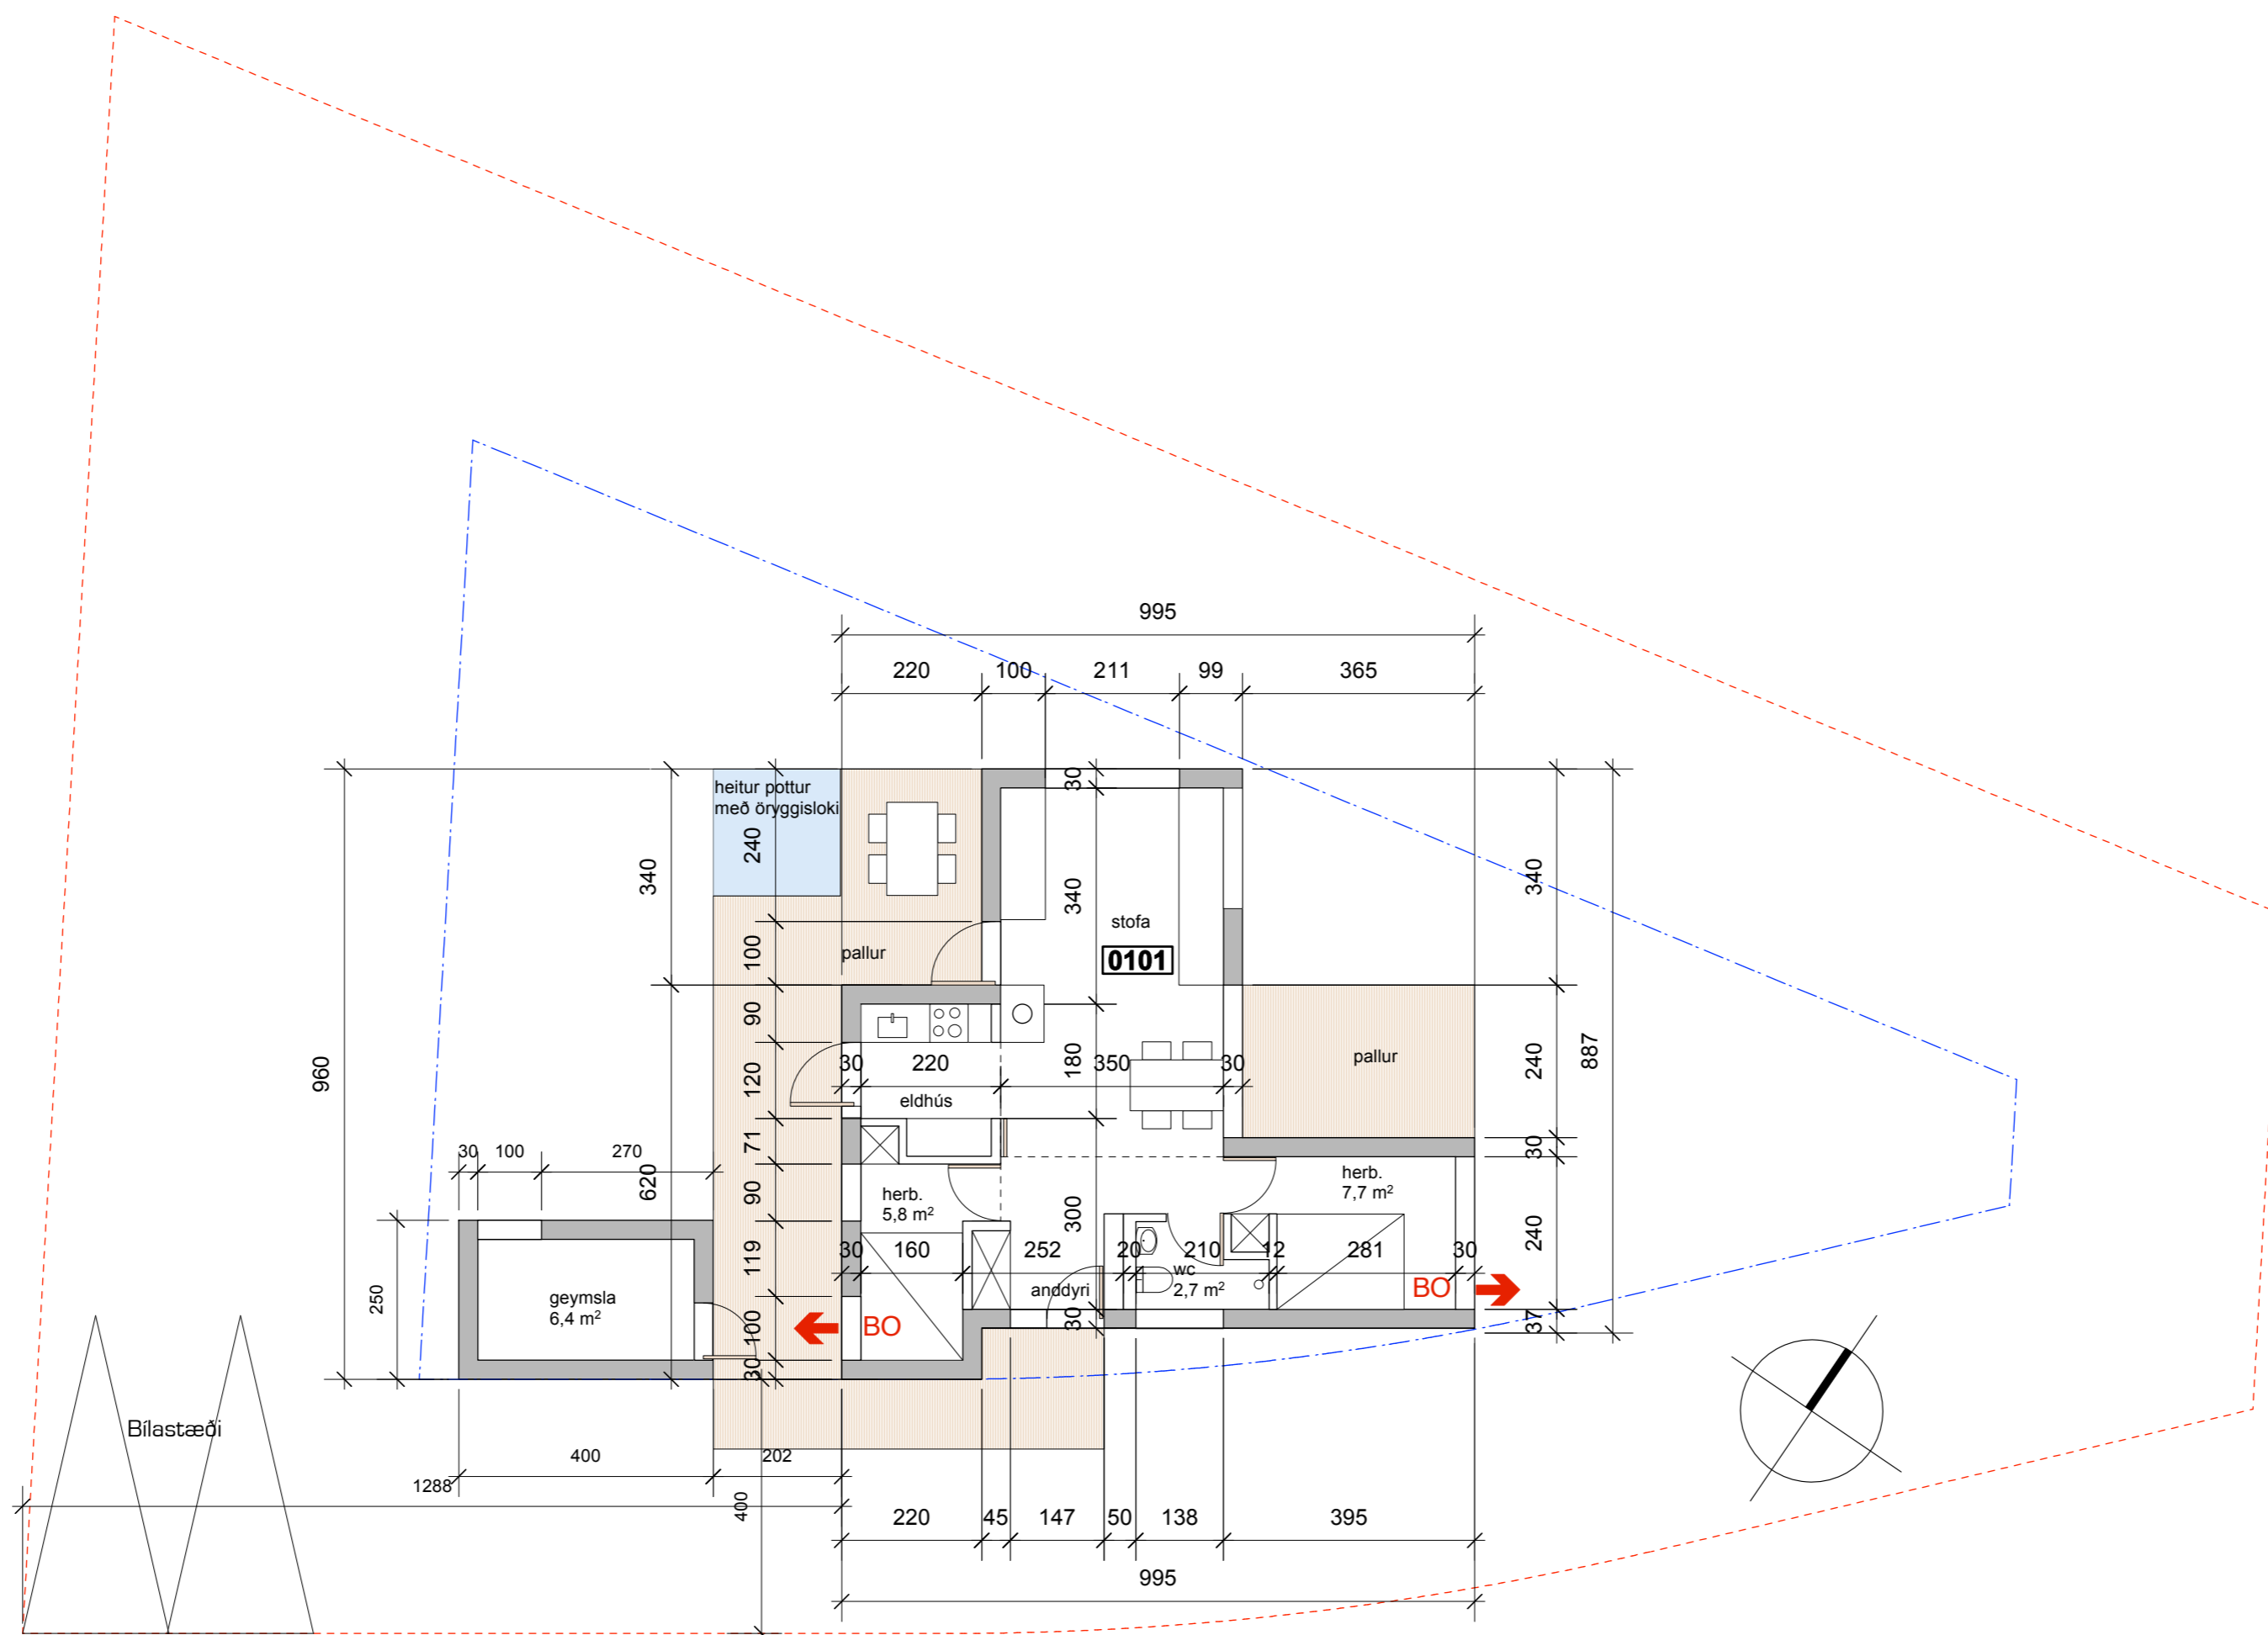 995
220 100 211 99 365
heitur pottur
með öryggisloki
30
240
340
340
340
stofa
0101
100
pallur
90
960
887
30 220 180 350 30
pallur
240
120
eldhús
71
30 100 270
620
30
herb.
7,7 m²
90
herb.
5,8 m²
300
240
250
119
30 160 252 20 210 12 281 30
wc
2,7 m²
anddyri
BO
geymsla
6,4 m²
100
BO
30
37
30
Bílastæði
400 202
1288
400
220 45 147 50 138 395
995